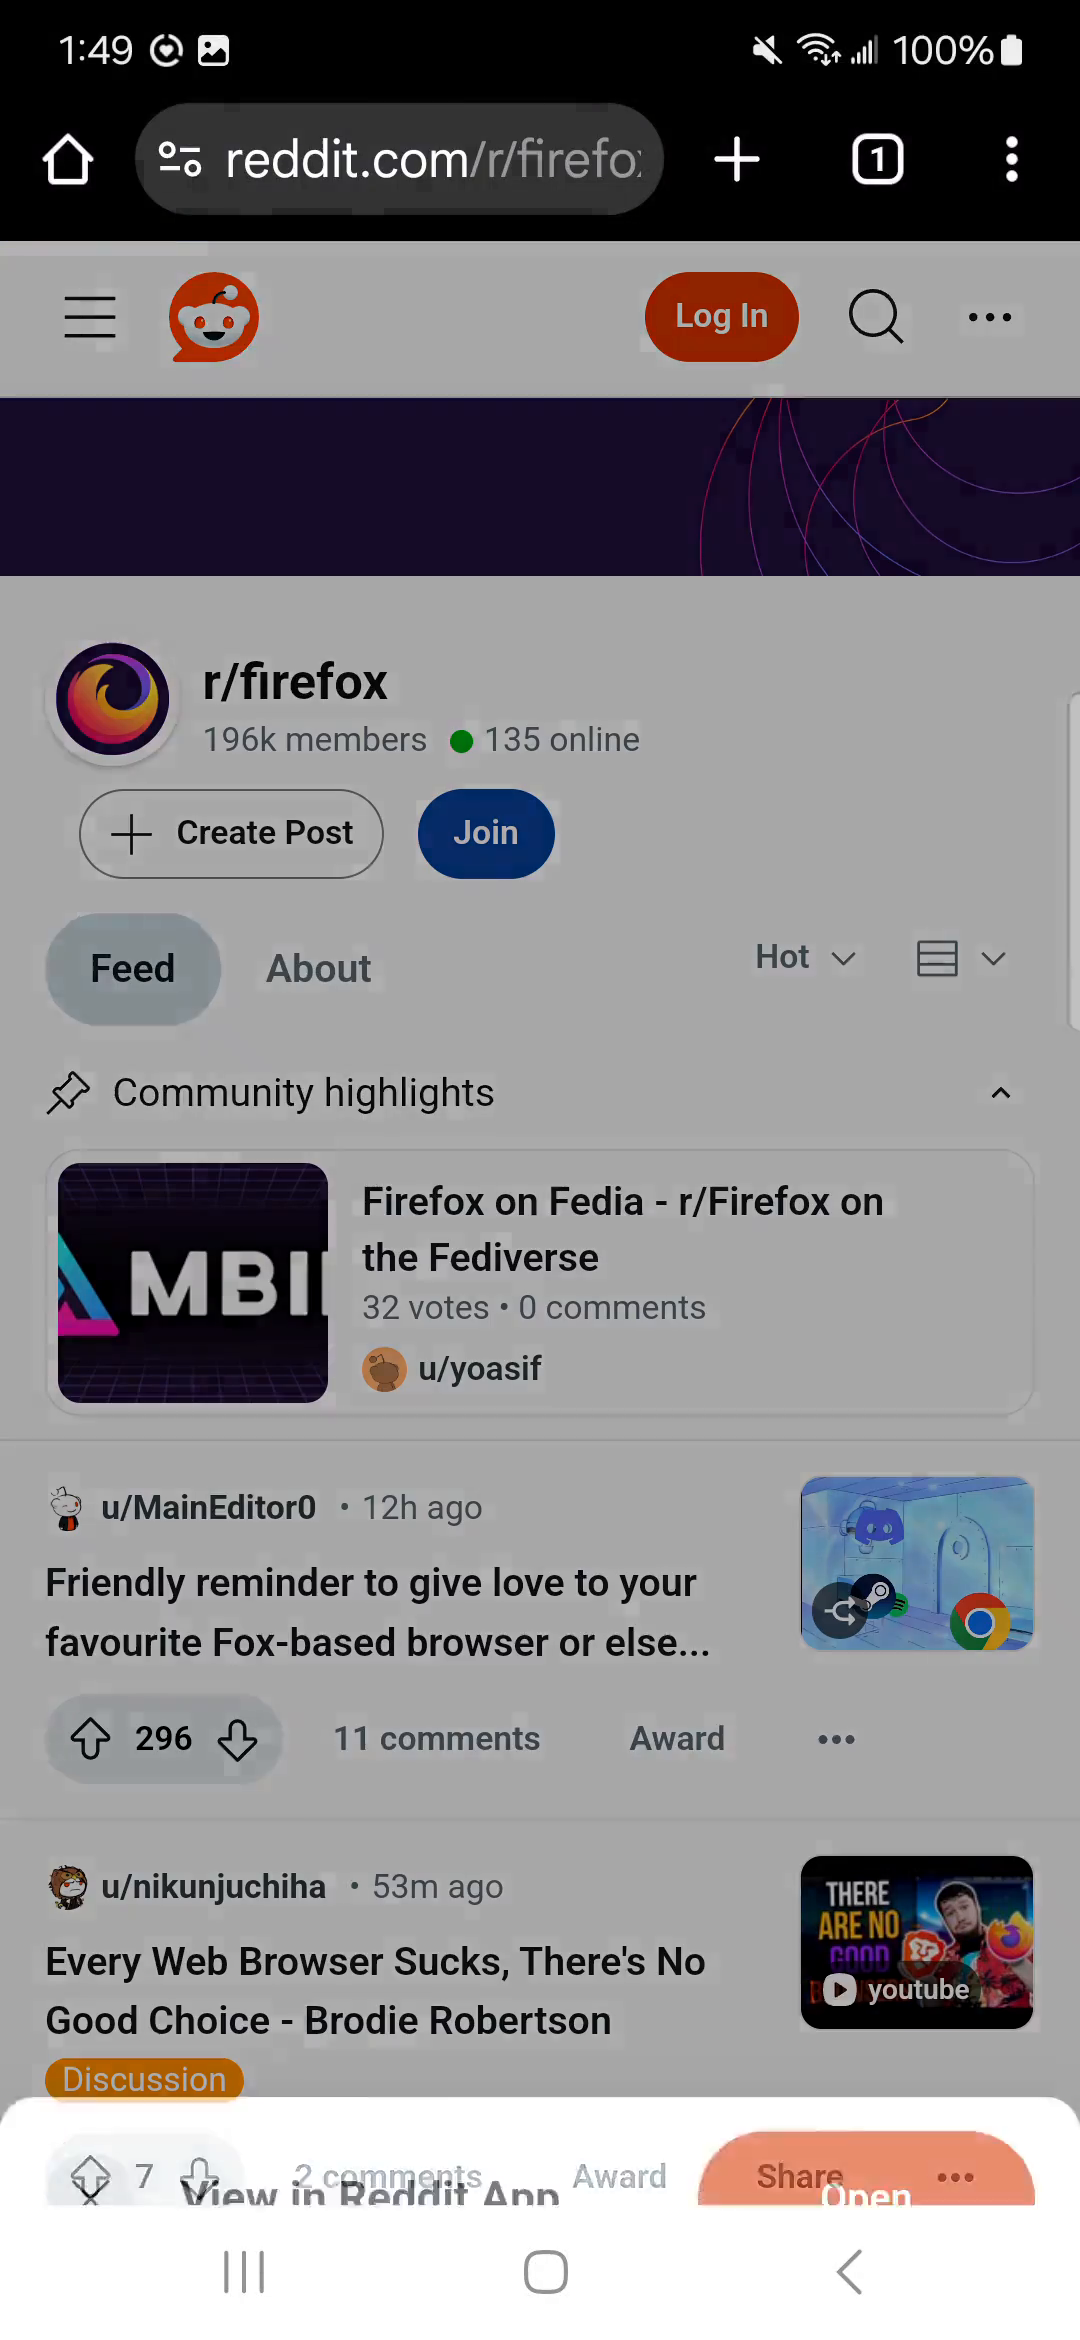 1:49
100%
reddit.com/r/firefo
1
Log In
r/firefox
196k members 135 online
Create Post
Join
Feed
About
Hot
Community highlights
MBI
Firefox on Fedia - r/Firefox on
the Fediverse
32 votes • 0 comments
u/yoasif
u/MainEditor0 • 12h ago
Friendly reminder to give love to your
favourite Fox-based browser or else...
296
11 comments
Award
u/nikunjuchiha • 53m ago
Every Web Browser Sucks, There's No
Good Choice - Brodie Robertson
THERE
ARE NO
GOOD
youtube
Discussion
7
2 comments
Award
Share
View in Reddit App
Open